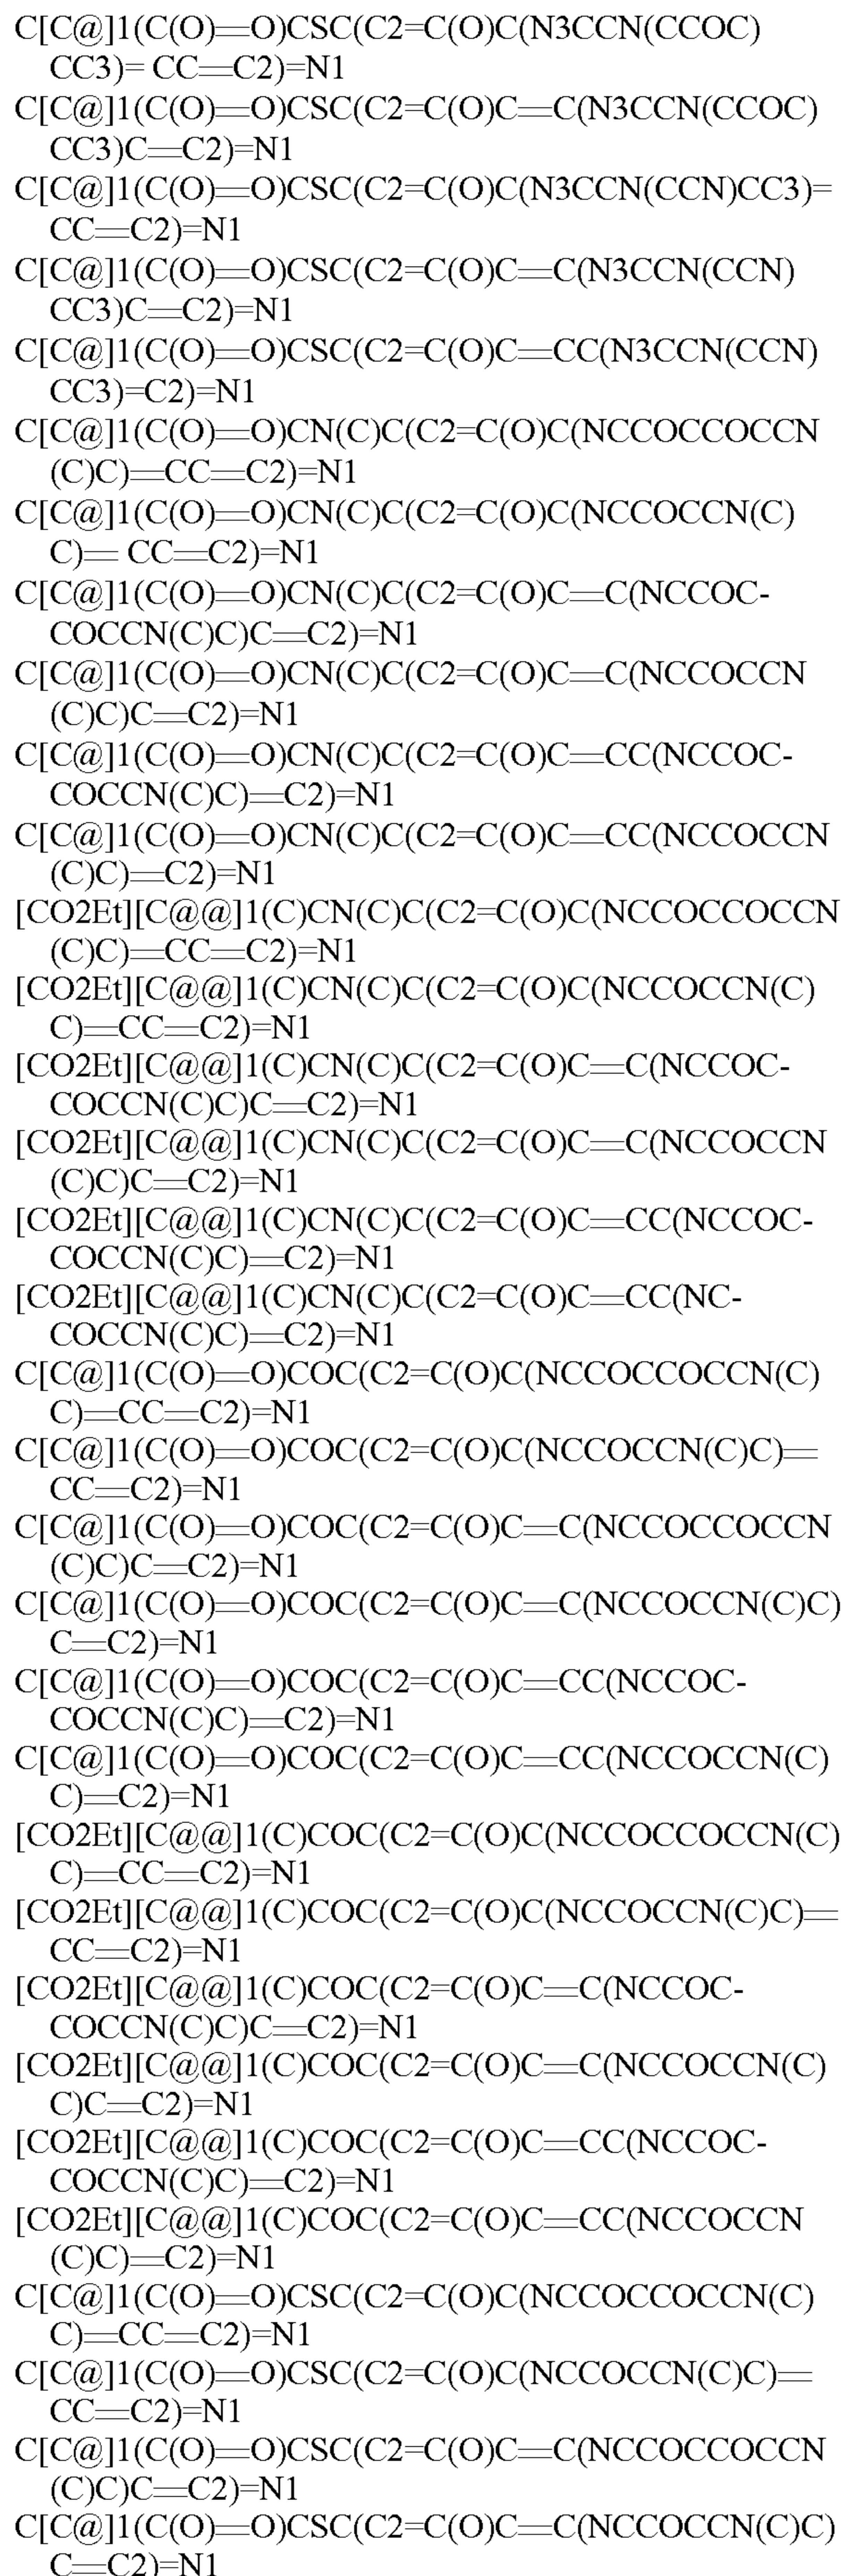 C[C@]1(C(O)═O)CSC(C2=C(O)C(N3CCN(CCOC)
CC3)= CC═C2)=N1
C[C@]1(C(O)═O)CSC(C2=C(O)C═C(N3CCN(CCOC)
CC3)C═C2)=N1
C[C@]1(C(O)═O)CSC(C2=C(O)C(N3CCN(CCN)CC3)=
CC═C2)=N1
C[C@]1(C(O)═O)CSC(C2=C(O)C═C(N3CCN(CCN)
CC3)C═C2)=N1
C[C@]1(C(O)═O)CSC(C2=C(O)C═CC(N3CCN(CCN)
CC3)=C2)=N1
C[C@]1(C(O)═O)CN(C)C(C2=C(O)C(NCCOCCOCCN
(C)C)═CC═C2)=N1
C[C@]1(C(O)═O)CN(C)C(C2=C(O)C(NCCOCCN(C)
C)═ CC═C2)=N1
C[C@]1(C(O)═O)CN(C)C(C2=C(O)C═C(NCCOC-
COCCN(C)C)C═C2)=N1
C[C@]1(C(O)═O)CN(C)C(C2=C(O)C═C(NCCOCCN
(C)C)C═C2)=N1
C[C@]1(C(O)═O)CN(C)C(C2=C(O)C═CC(NCCOC-
COCCN(C)C)═C2)=N1
C[C@]1(C(O)═O)CN(C)C(C2=C(O)C═CC(NCCOCCN
(C)C)═C2)=N1
[CO2Et][C@@]1(C)CN(C)C(C2=C(O)C(NCCOCCOCCN
(C)C)═CC═C2)=N1
[CO2Et][C@@]1(C)CN(C)C(C2=C(O)C(NCCOCCN(C)
C)═CC═C2)=N1
[CO2Et][C@@]1(C)CN(C)C(C2=C(O)C═C(NCCOC-
COCCN(C)C)C═C2)=N1
[CO2Et][C@@]1(C)CN(C)C(C2=C(O)C═C(NCCOCCN
(C)C)C═C2)=N1
[CO2Et][C@@]1(C)CN(C)C(C2=C(O)C═CC(NCCOC-
COCCN(C)C)═C2)=N1
[CO2Et][C@@]1(C)CN(C)C(C2=C(O)C═CC(NC-
COCCN(C)C)═C2)=N1
C[C@]1(C(O)═O)COC(C2=C(O)C(NCCOCCOCCN(C)
C)═CC═C2)=N1
C[C@]1(C(O)═O)COC(C2=C(O)C(NCCOCCN(C)C)═
CC═C2)=N1
C[C@]1(C(O)═O)COC(C2=C(O)C═C(NCCOCCOCCN
(C)C)C═C2)=N1
C[C@]1(C(O)═O)COC(C2=C(O)C═C(NCCOCCN(C)C)
C═C2)=N1
C[C@]1(C(O)═O)COC(C2=C(O)C═CC(NCCOC-
COCCN(C)C)═C2)=N1
C[C@]1(C(O)═O)COC(C2=C(O)C═CC(NCCOCCN(C)
C)═C2)=N1
[CO2Et][C@@]1(C)COC(C2=C(O)C(NCCOCCOCCN(C)
C)═CC═C2)=N1
[CO2Et][C@@]1(C)COC(C2=C(O)C(NCCOCCN(C)C)═
CC═C2)=N1
[CO2Et][C@@]1(C)COC(C2=C(O)C═C(NCCOC-
COCCN(C)C)C═C2)=N1
[CO2Et][C@@]1(C)COC(C2=C(O)C═C(NCCOCCN(C)
C)C═C2)=N1
[CO2Et][C@@]1(C)COC(C2=C(O)C═CC(NCCOC-
COCCN(C)C)═C2)=N1
[CO2Et][C@@]1(C)COC(C2=C(O)C═CC(NCCOCCN
(C)C)═C2)=N1
C[C@]1(C(O)═O)CSC(C2=C(O)C(NCCOCCOCCN(C)
C)═CC═C2)=N1
C[C@]1(C(O)═O)CSC(C2=C(O)C(NCCOCCN(C)C)═
CC═C2)=N1
C[C@]1(C(O)═O)CSC(C2=C(O)C═C(NCCOCCOCCN
(C)C)C═C2)=N1
C[C@]1(C(O)═O)CSC(C2=C(O)C═C(NCCOCCN(C)C)
C═C2)=N1